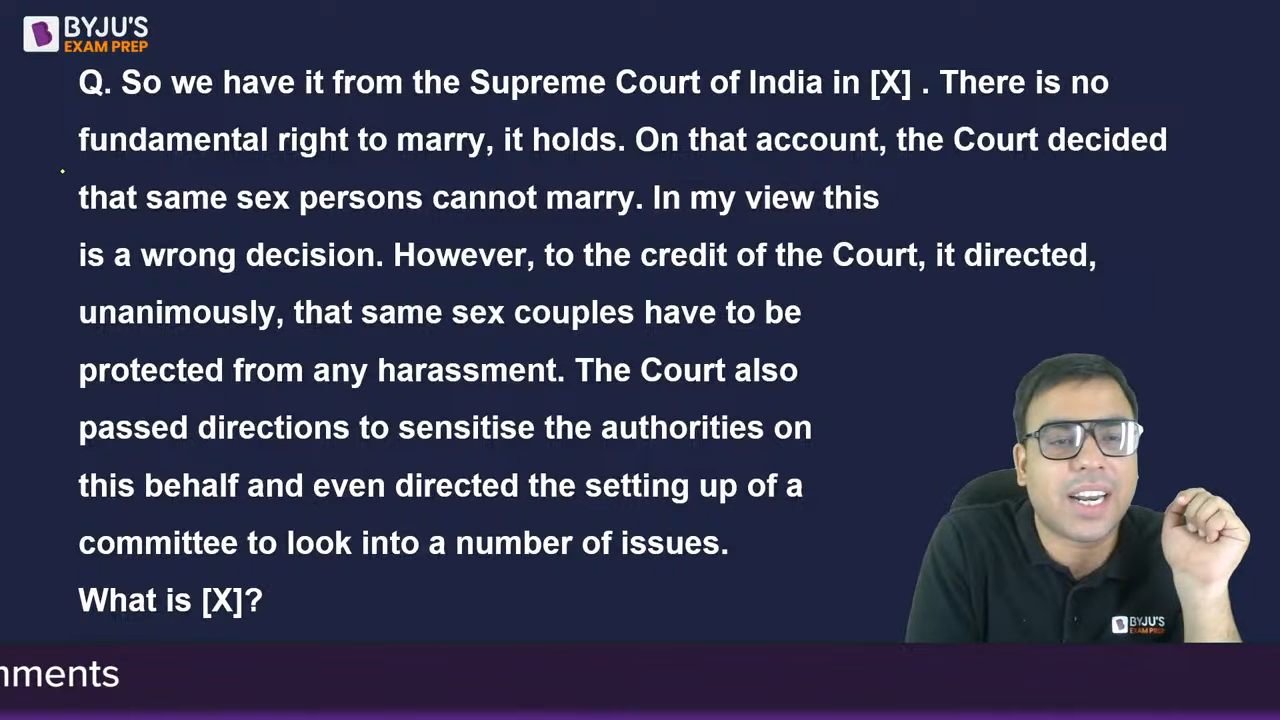 BYJU'S
EXAM PREP
Q. So we have it from the Supreme Court of India in [X] . There is no
fundamental right to marry, it holds. On that account, the Court decided
that same sex persons cannot marry. In my view this
is a wrong decision. However, to the credit of the Court, it directed,
unanimously, that same sex couples have to be
protected from any harassment. The Court also
passed directions to sensitise the authorities on
this behalf and even directed the setting up of a
committee to look into a number of issues.
What is [X]?
BYJU'S
EXAM PREP
nments